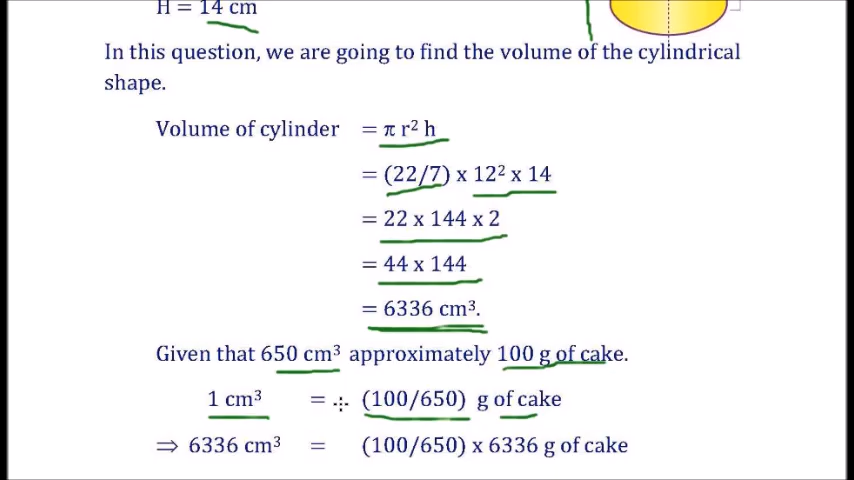 H = 14 cm
In this question, we are going to find the volume of the cylindrical
shape.
Volume of cylinder = π r² h
= (22/7) x 12² x 14
= 22 x 144 x 2
= 44 x 144
= 6336 cm³.
Given that 650 cm³ approximately 100 g of cake.
1 cm³ = (100/650) g of cake
⇒ 6336 cm³ = (100/650) x 6336 g of cake